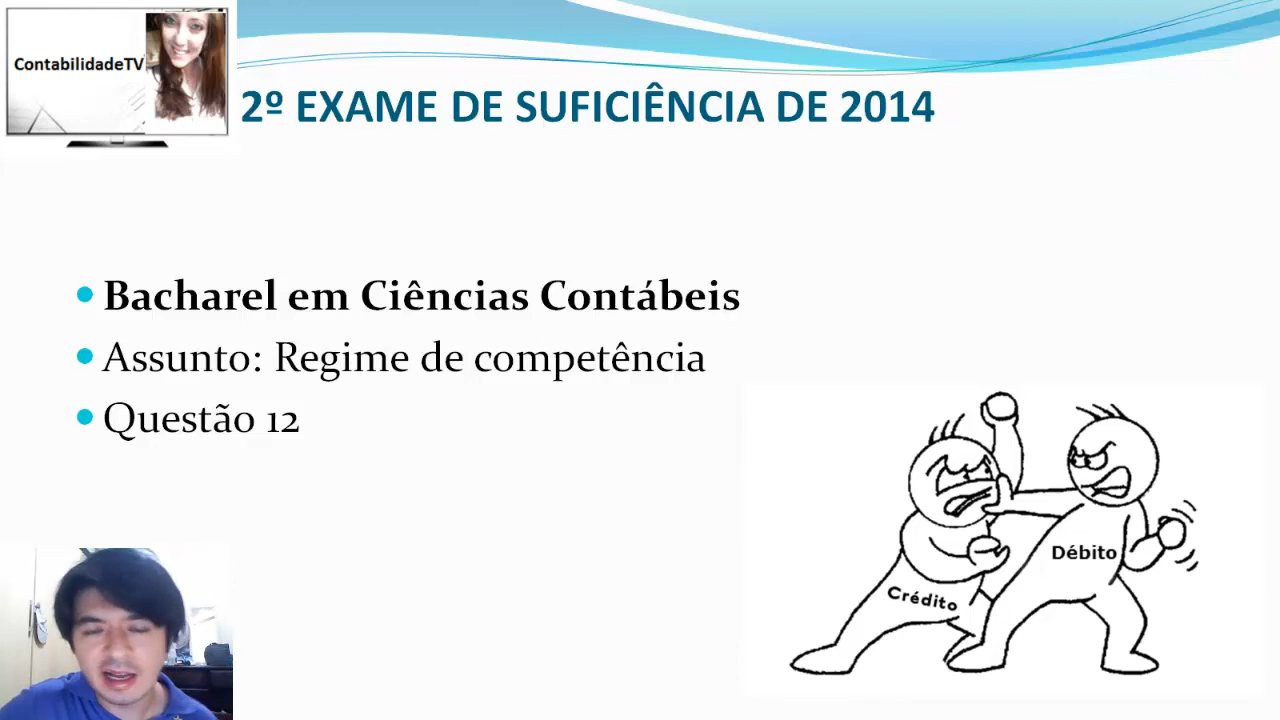 ContabilidadeTV
2º EXAME DE SUFICIÊNCIA DE 2014
Bacharel em Ciências Contábeis
Assunto: Regime de competência
Questão 12
Débito
Crédito